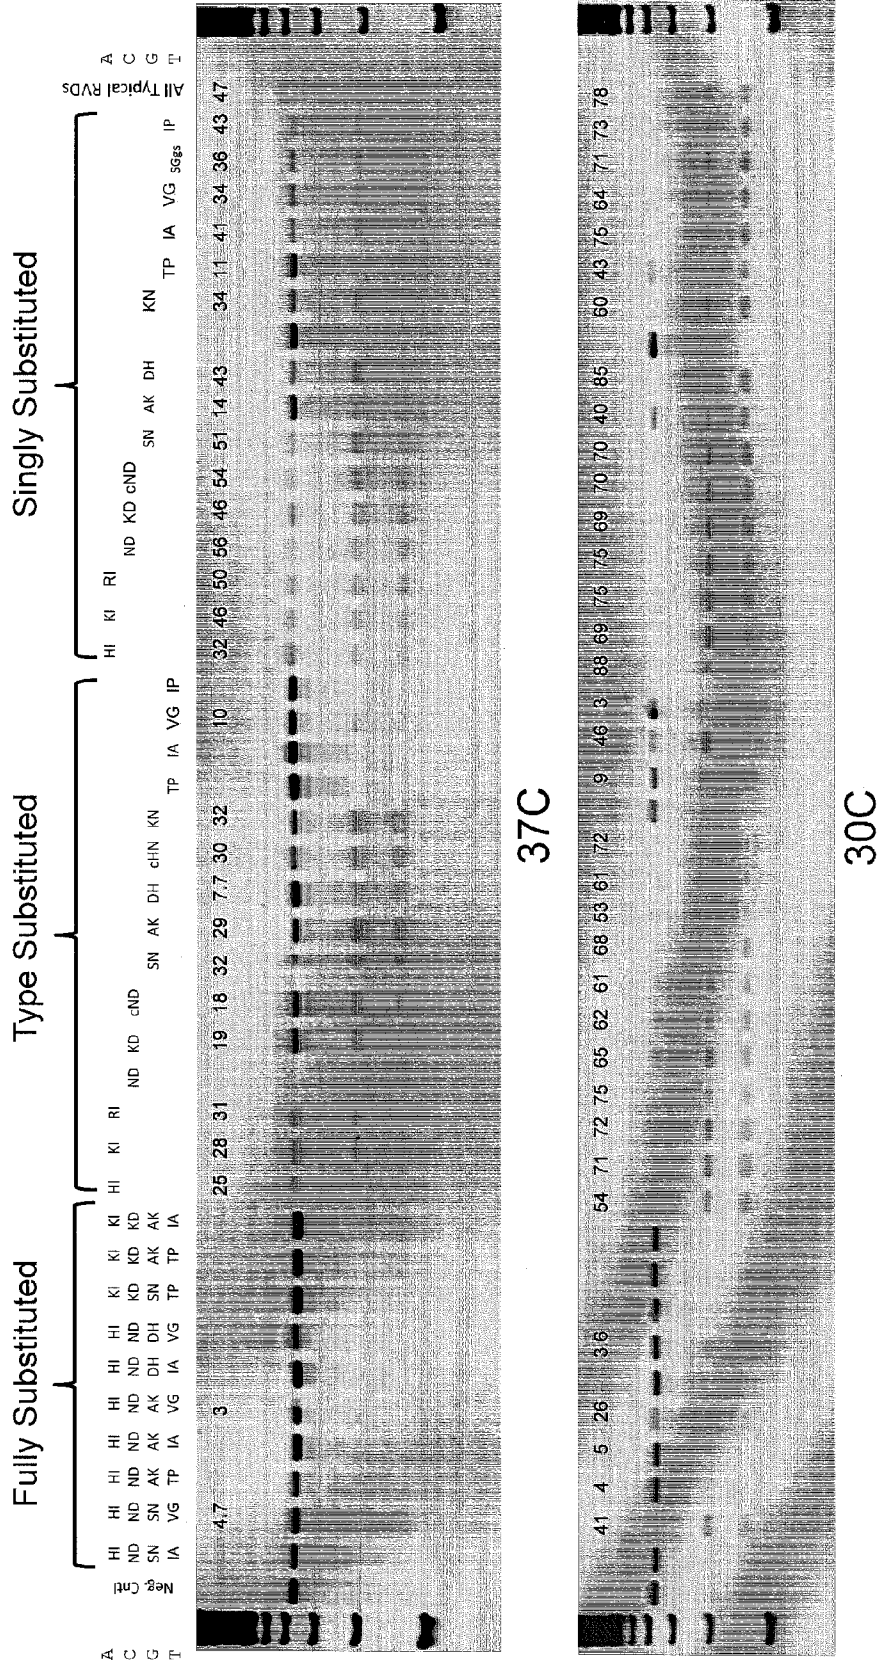 Fully Substituted Type Substituted Singly Substituted
A HI HI HI HI HI HI HI KI KI KI HI KI RI HI KI RI A
C ND ND ND ND ND ND ND KD KD KD ND KD cND ND KD cND C
G SN SN AK AK AK DH DH SN AK AK SN AK DH cHN KN SN AK DH KN G
T Neg. Cntl IA VG TP IA VG IA VG TP TP IA TP IA VG IP TP IA VG SGgs IP All Typical RVDs T
4.7 3 25 28 31 19 18 32 29 7.7 30 32 10 32 46 50 56 46 54 51 14 43 34 11 41 34 36 43 47
37C
41 4 5 26 36 54 71 72 75 65 62 61 68 53 61 72 9 46 3 88 69 75 75 69 70 70 40 85 60 43 75 64 71 73 78
30C